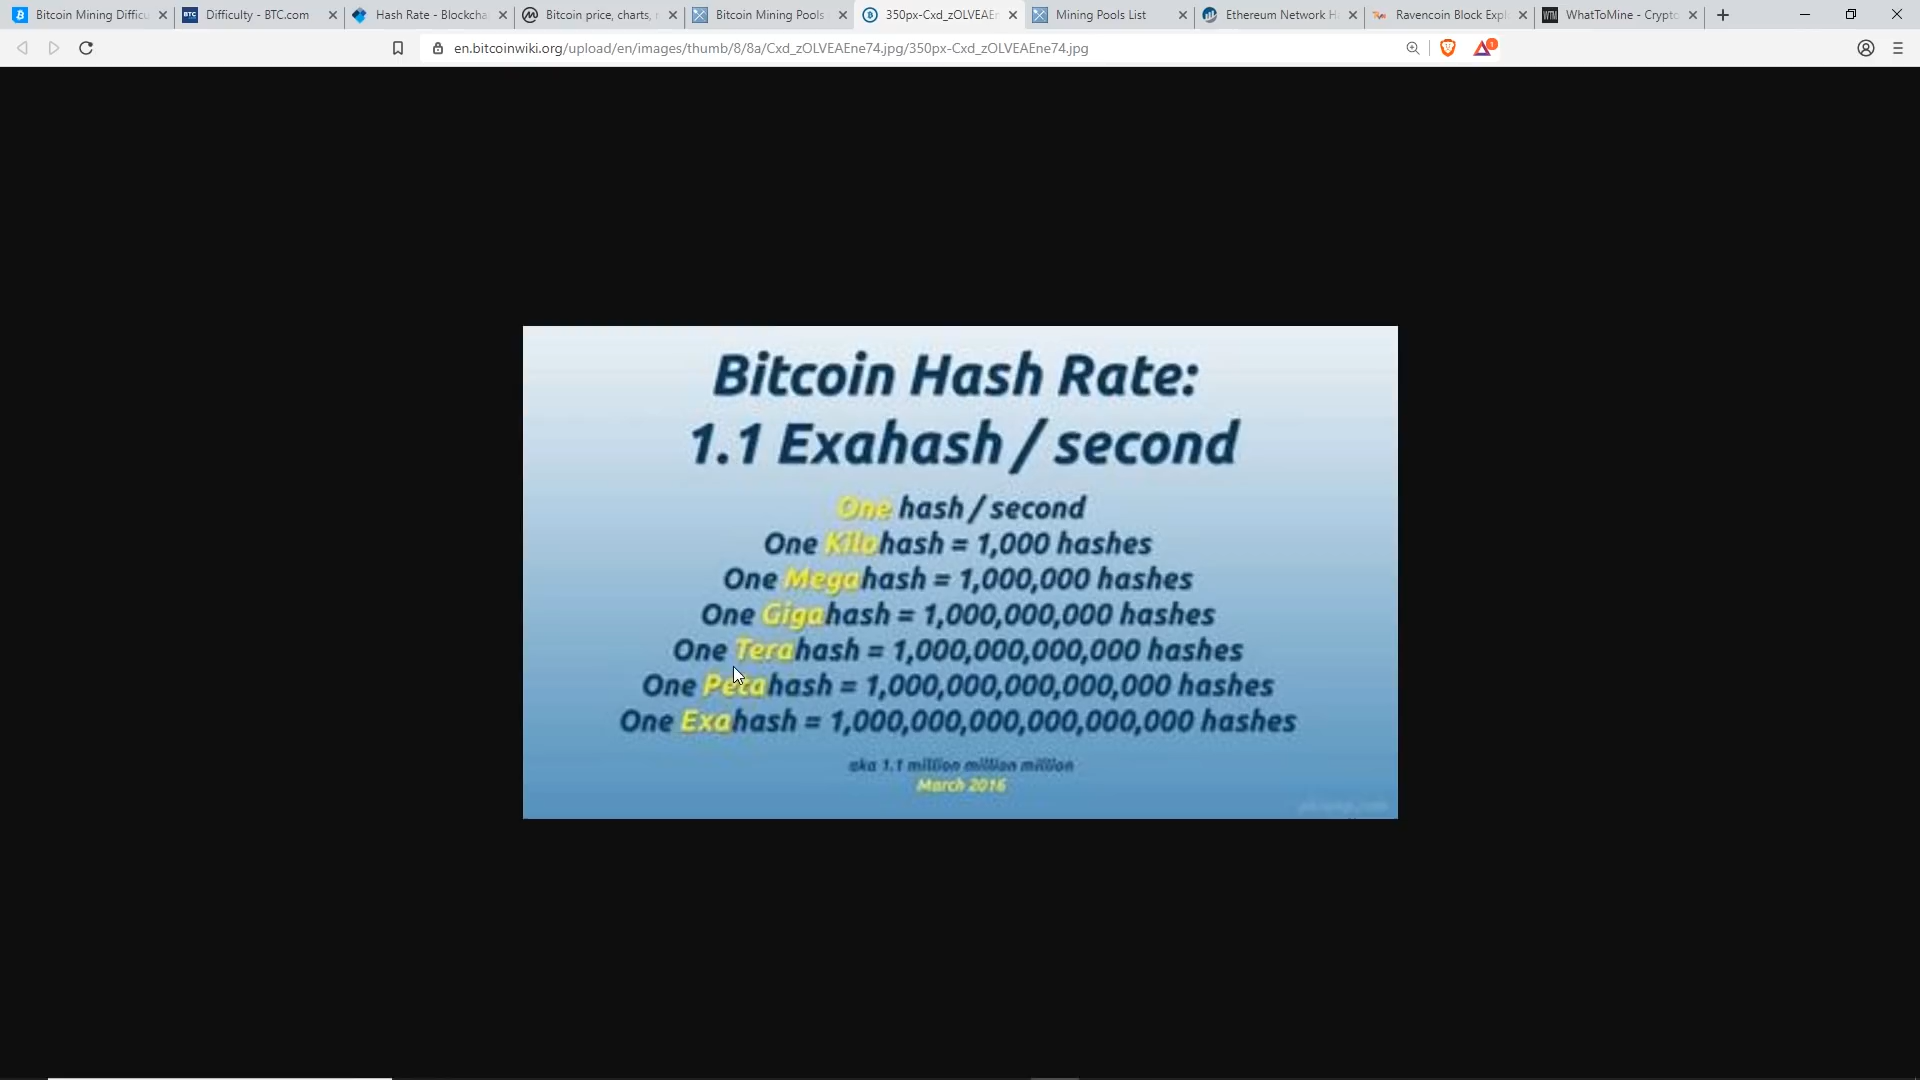 Bitcoin Mining Difficu
Difficulty - BTC.com
Hash Rate - Blockcha
Bitcoin price, charts,
Bitcoin Mining Pools
350px-Cxd_zOLVEAEn
Mining Pools List
Ethereum Network H
Ravencoin Block Expl
WhatToMine - Crypto
en.bitcoinwiki.org/upload/en/images/thumb/8/8a/Cxd_zOLVEAEne74.jpg/350px-Cxd_zOLVEAEne74.jpg
Bitcoin Hash Rate:
1.1 Exahash / second
One hash / second
One Kilohash = 1,000 hashes
One Megahash = 1,000,000 hashes
One Gigahash = 1,000,000,000 hashes
One Terahash = 1,000,000,000,000 hashes
One Petahash = 1,000,000,000,000,000 hashes
One Exahash = 1,000,000,000,000,000,000 hashes
aka 1.1 million million million
March 2016